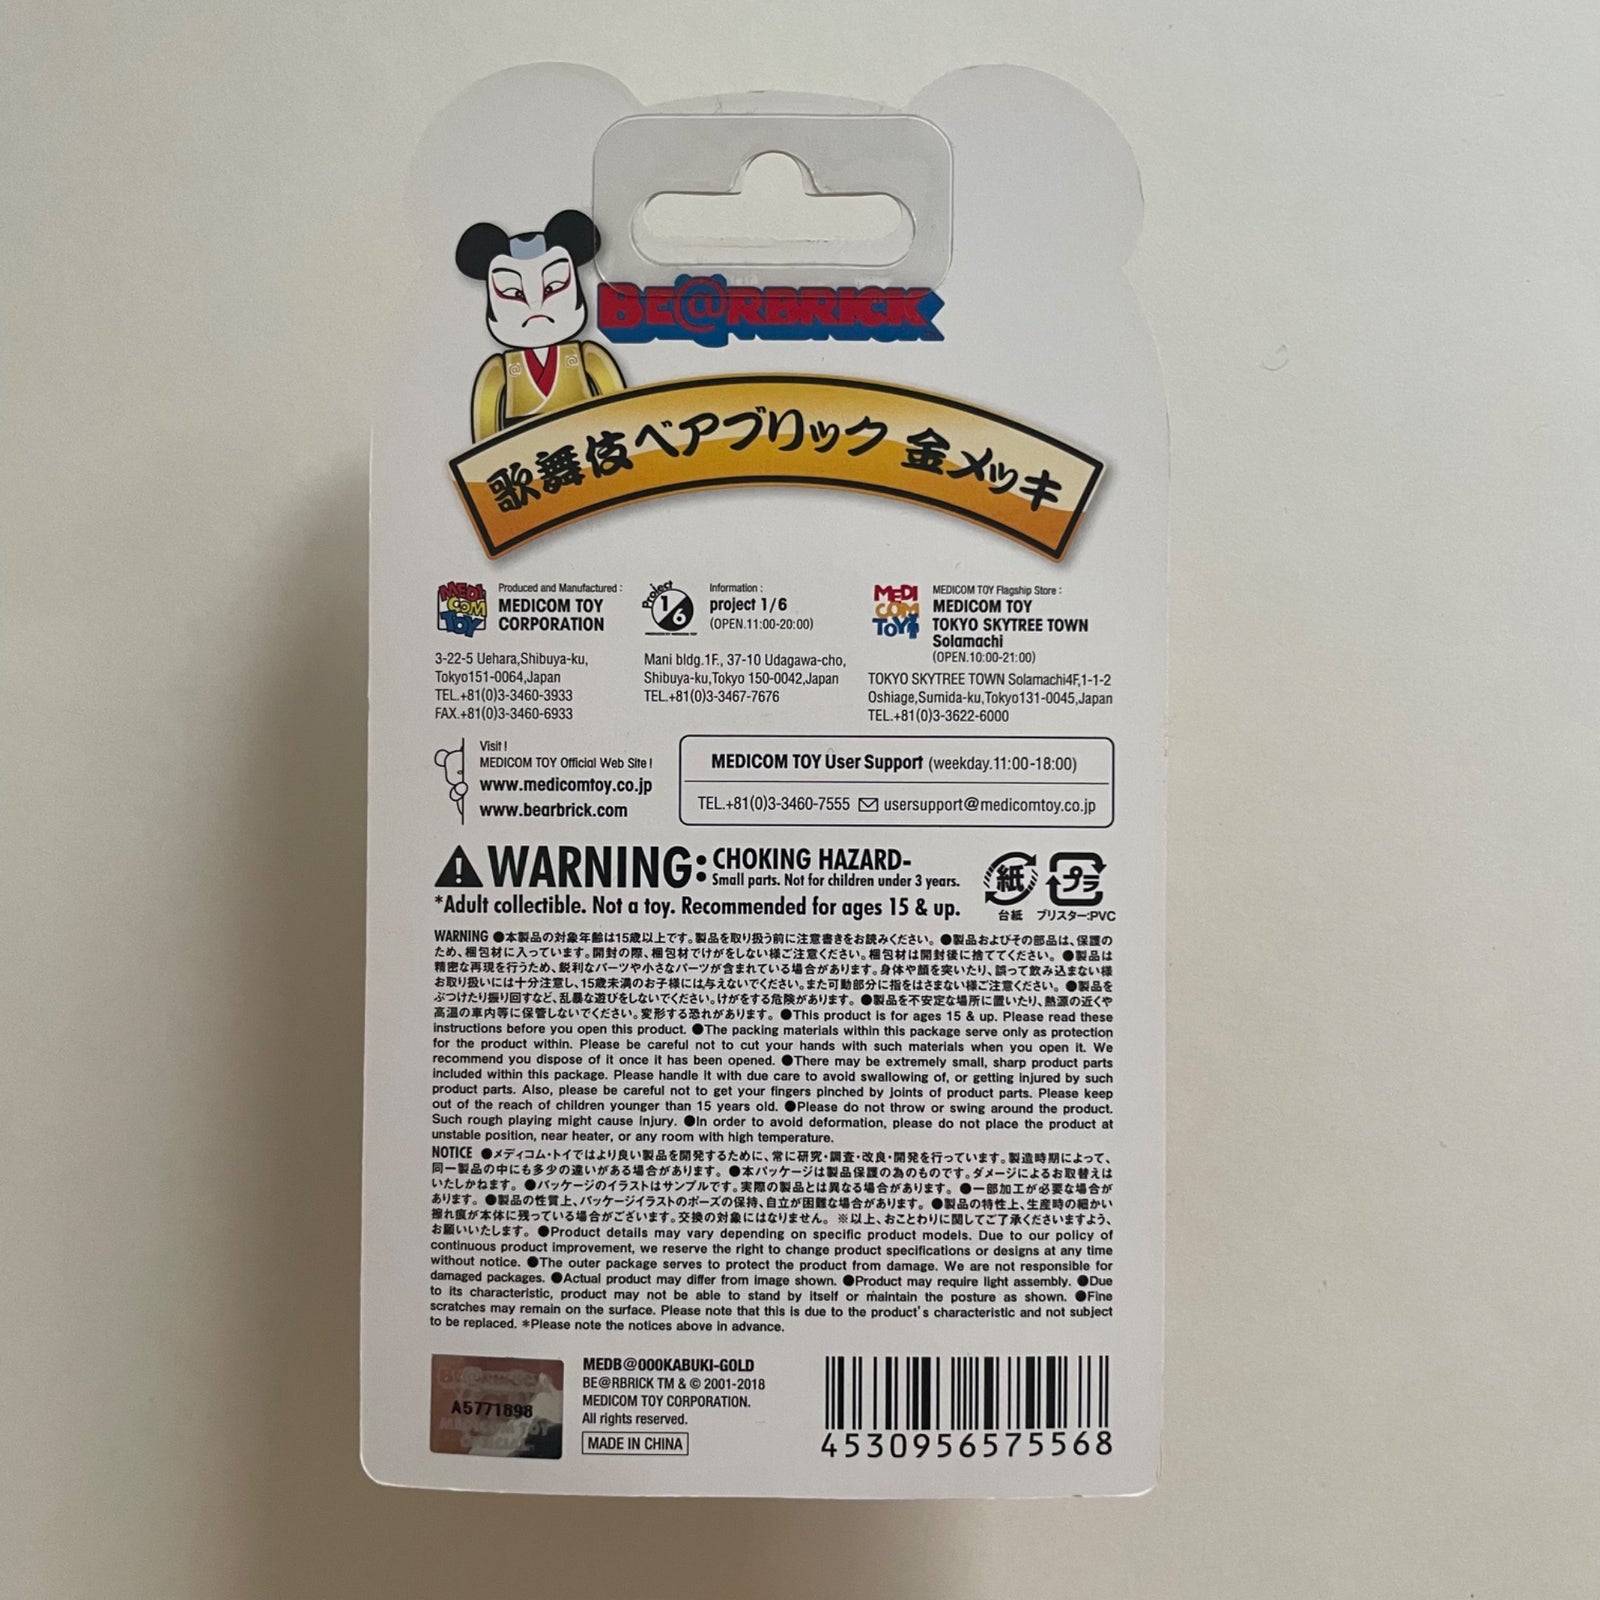 BE@RBRICK™
歌舞伎ベアブリック 金メッキ
MEDI COM TOY
Produced and Manufactured :
MEDICOM TOY
CORPORATION
3-22-5 Uehara,Shibuya-ku,
Tokyo151-0064,Japan
TEL.+81(0)3-3460-3933
FAX.+81(0)3-3460-6933
Project 1/6
Information :
project 1/6
(OPEN.11:00-20:00)
Mani bldg.1F., 37-10 Udagawa-cho,
Shibuya-ku,Tokyo 150-0042,Japan
TEL.+81(0)3-3467-7676
MEDI COM TOY
MEDICOM TOY Flagship Store :
MEDICOM TOY
TOKYO SKYTREE TOWN
Solamachi
(OPEN.10:00-21:00)
TOKYO SKYTREE TOWN Solamachi4F,1-1-2
Oshiage,Sumida-ku,Tokyo131-0045,Japan
TEL.+81(0)3-3622-6000
Visit !
MEDICOM TOY Official Web Site !
www.medicomtoy.co.jp
www.bearbrick.com
MEDICOM TOY User Support (weekday.11:00-18:00)
TEL.+81(0)3-3460-7555 usersupport@medicomtoy.co.jp
WARNING: CHOKING HAZARD-
Small parts. Not for children under 3 years.
*Adult collectible. Not a toy. Recommended for ages 15 & up.
紙 プラ
台紙 ブリスター:PVC
WARNING ●本製品の対象年齢は15歳以上です。製品を取り扱う前に注意書きをお読みください。 ●製品およびその部品は、保護の
ため、梱包材に入っています。開封の際、梱包材でけがをしない様ご注意ください。梱包材は開封後に捨ててください。 ●製品は
精密な再現を行うため、鋭利なパーツや小さなパーツが含まれている場合があります。身体や顔を突いたり、誤って飲み込まない様
お取り扱いには十分注意し、15歳未満のお子様には与えないでください。また可動部分に指をはさまない様ご注意ください。 ●製品を
ぶつけたり振り回すなど、乱暴な遊びをしないでください。けがをする危険があります。 ●製品を不安定な場所に置いたり、熱源の近くや
高温の車内等に保管しないでください。変形する恐れがあります。 ●This product is for ages 15 & up. Please read these
instructions before you open this product. ●The packing materials within this package serve only as protection
for the product within. Please be careful not to cut your hands with such materials when you open it. We
recommend you dispose of it once it has been opened. ●There may be extremely small, sharp product parts
included within this package. Please handle it with due care to avoid swallowing of, or getting injured by such
product parts. Also, please be careful not to get your fingers pinched by joints of product parts. Please keep
out of the reach of children younger than 15 years old. ●Please do not throw or swing around the product.
Such rough playing might cause injury. ●In order to avoid deformation, please do not place the product at
unstable position, near heater, or any room with high temperature.
NOTICE ●メディコム・トイではより良い製品を開発するために、常に研究・調査・改良・開発を行っています。製造時期によって、
同一製品の中にも多少の違いがある場合があります。 ●本パッケージは製品保護の為のものです。ダメージによるお取替えは
いたしかねます。 ●パッケージのイラストはサンプルです。実際の製品とは異なる場合があります。 ●一部加工が必要な場合が
あります。 ●製品の性質上、パッケージイラストのポーズの保持、自立が困難な場合があります。 ●製品の特性上、生産時の細かい
擦れ痕が本体に残っている場合がございます。交換の対象にはなりません。 ※以上、おことわりに関してご了承くださいますよう、
お願いいたします。 ●Product details may vary depending on specific product models. Due to our policy of
continuous product improvement, we reserve the right to change product specifications or designs at any time
without notice. ●The outer package serves to protect the product from damage. We are not responsible for
damaged packages. ●Actual product may differ from image shown. ●Product may require light assembly. ●Due
to its characteristic, product may not be able to stand by itself or maintain the posture as shown. ●Fine
scratches may remain on the surface. Please note that this is due to the product's characteristic and not subject
to be replaced. *Please note the notices above in advance.
A5771898
MEDB@000KABUKI-GOLD
BE@RBRICK TM & © 2001-2018
MEDICOM TOY CORPORATION.
All rights reserved.
MADE IN CHINA
4530956575568